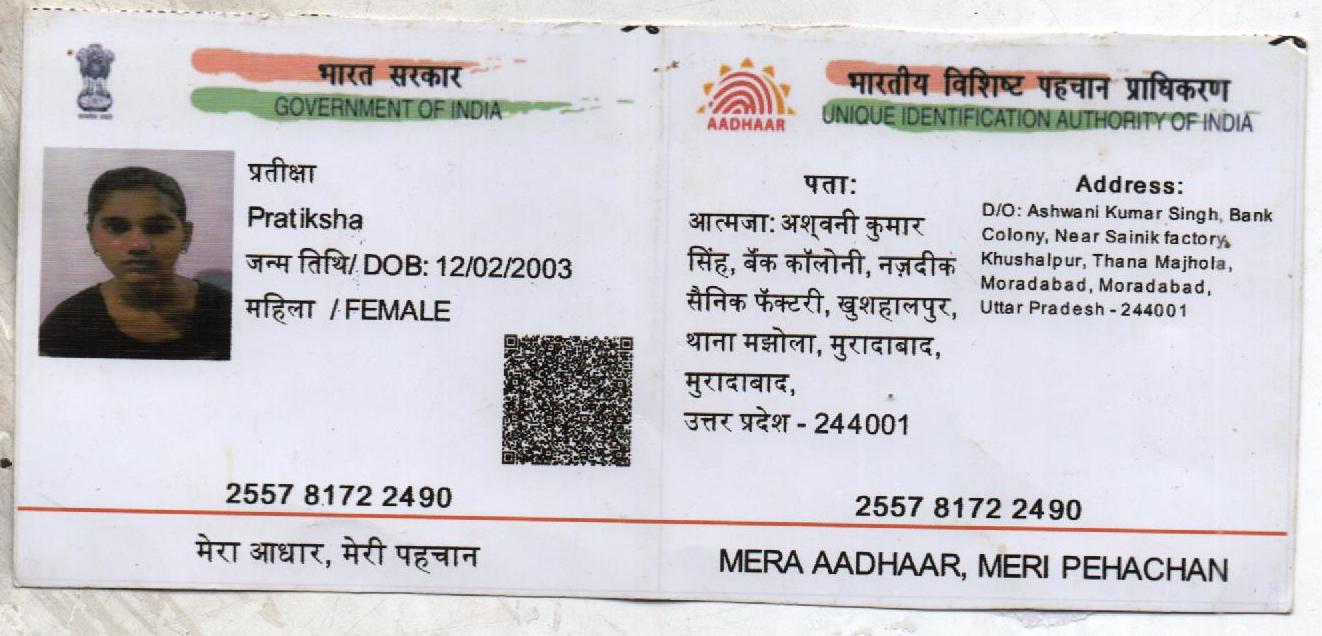 भारत सरकार
GOVERNMENT OF INDIA
प्रतीक्षा
Pratiksha
जन्म तिथि/ DOB: 12/02/2003
महिला / FEMALE
2557 8172 2490
मेरा आधार, मेरी पहचान
AADHAAR
भारतीय विशिष्ट पहचान प्राधिकरण
UNIQUE IDENTIFICATION AUTHORITY OF INDIA
पता:
आत्मजा: अश्वनी कुमार
सिंह, बॅंक कॉलोनी, नज़दीक
सैनिक फॅक्टरी, खुशहालपुर,
थाना मझोला, मुरादाबाद,
मुरादाबाद,
उत्तर प्रदेश - 244001
Address:
D/O: Ashwani Kumar Singh, Bank
Colony, Near Sainik factory,
Khushalpur, Thana Majhola,
Moradabad, Moradabad,
Uttar Pradesh - 244001
2557 8172 2490
MERA AADHAAR, MERI PEHACHAN